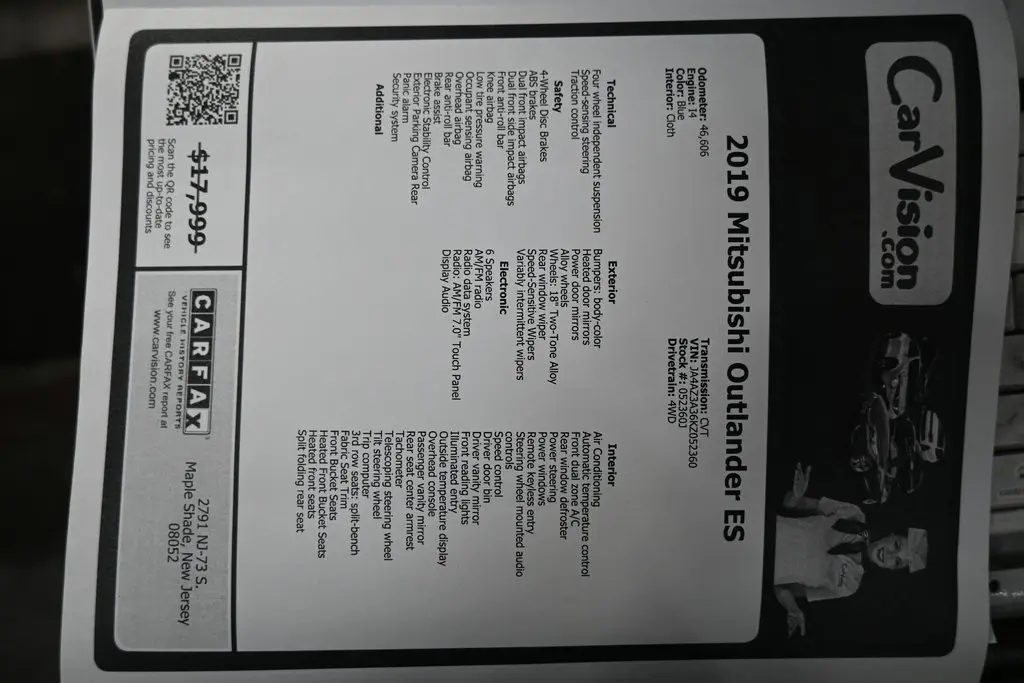 CarVision
.com
2019 Mitsubishi Outlander ES
Odometer: 46,606
Engine: I4
Color: Blue
Interior: Cloth
Transmission: CVT
VIN: JA4AZ3A36KZ052360
Stock #: 052360J
Drivetrain: 4WD
Technical
Four wheel independent suspension
Speed-sensing steering
Traction control
Safety
4-Wheel Disc Brakes
ABS brakes
Dual front impact airbags
Dual front side impact airbags
Front anti-roll bar
Knee airbag
Low tire pressure warning
Occupant sensing airbag
Overhead airbag
Rear anti-roll bar
Brake assist
Electronic Stability Control
Exterior Parking Camera Rear
Panic alarm
Security system
Additional
Exterior
Bumpers: body-color
Heated door mirrors
Power door mirrors
Alloy wheels
Wheels: 18" Two-Tone Alloy
Rear window wiper
Speed-Sensitive Wipers
Variably intermittent wipers
Electronic
6 Speakers
AM/FM radio
Radio data system
Radio: AM/FM 7.0" Touch Panel
Display Audio
Interior
Air Conditioning
Automatic temperature control
Front dual zone A/C
Rear window defroster
Power steering
Power windows
Remote keyless entry
Steering wheel mounted audio
controls
Speed control
Driver door bin
Driver vanity mirror
Front reading lights
Illuminated entry
Outside temperature display
Overhead console
Passenger vanity mirror
Rear seat center armrest
Tachometer
Telescoping steering wheel
Tilt steering wheel
Trip computer
3rd row seats: split-bench
Fabric Seat Trim
Front Bucket Seats
Heated Front Bucket Seats
Heated front seats
Split folding rear seat
$17,999
Scan the QR code to see
the most up-to-date
pricing and discounts
CARFAX
VEHICLE HISTORY REPORTS
See your free CARFAX report at
www.carvision.com
2791 NJ-73 S.
Maple Shade, New Jersey
08052